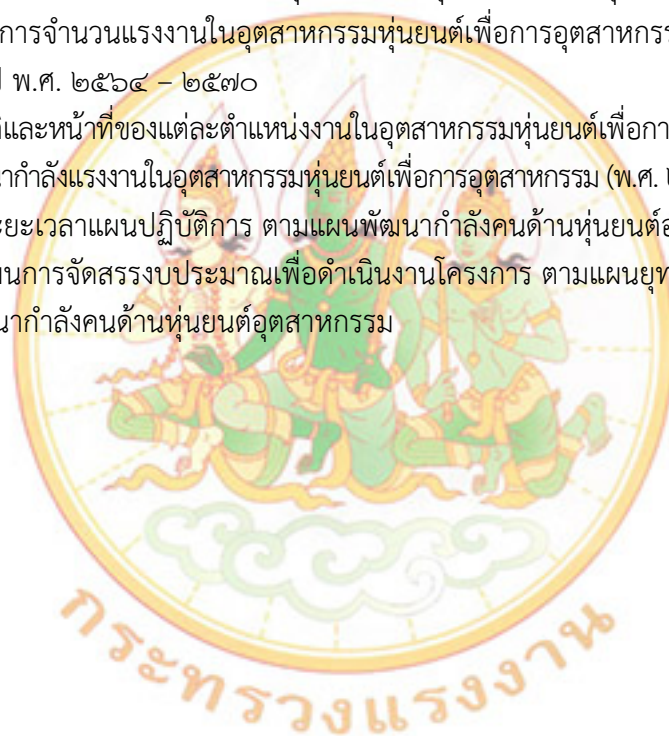 การจำนวนแรงงานในอุตสาหกรรมหุ่นยนต์เพื่อการอุตสาหกรร
พ.ศ. ๒๕๖๔ – ๒๕๗๐
และหน้าที่ของแต่ละตำแหน่งงานในอุตสาหกรรมหุ่นยนต์เพื่อกา
ากำลังแรงงานในอุตสาหกรรมหุ่นยนต์เพื่อการอุตสาหกรรม (พ.ศ.
ะยะเวลาแผนปฏิบัติการ ตามแผนพัฒนากำลังคนด้านหุ่นยนต์อ
นการจัดสรรงบประมาณเพื่อดำเนินงานโครงการ ตามแผนยุท
นากำลังคนด้านหุ่นยนต์อุตสาหกรรม
กระทรวงแรงงาน